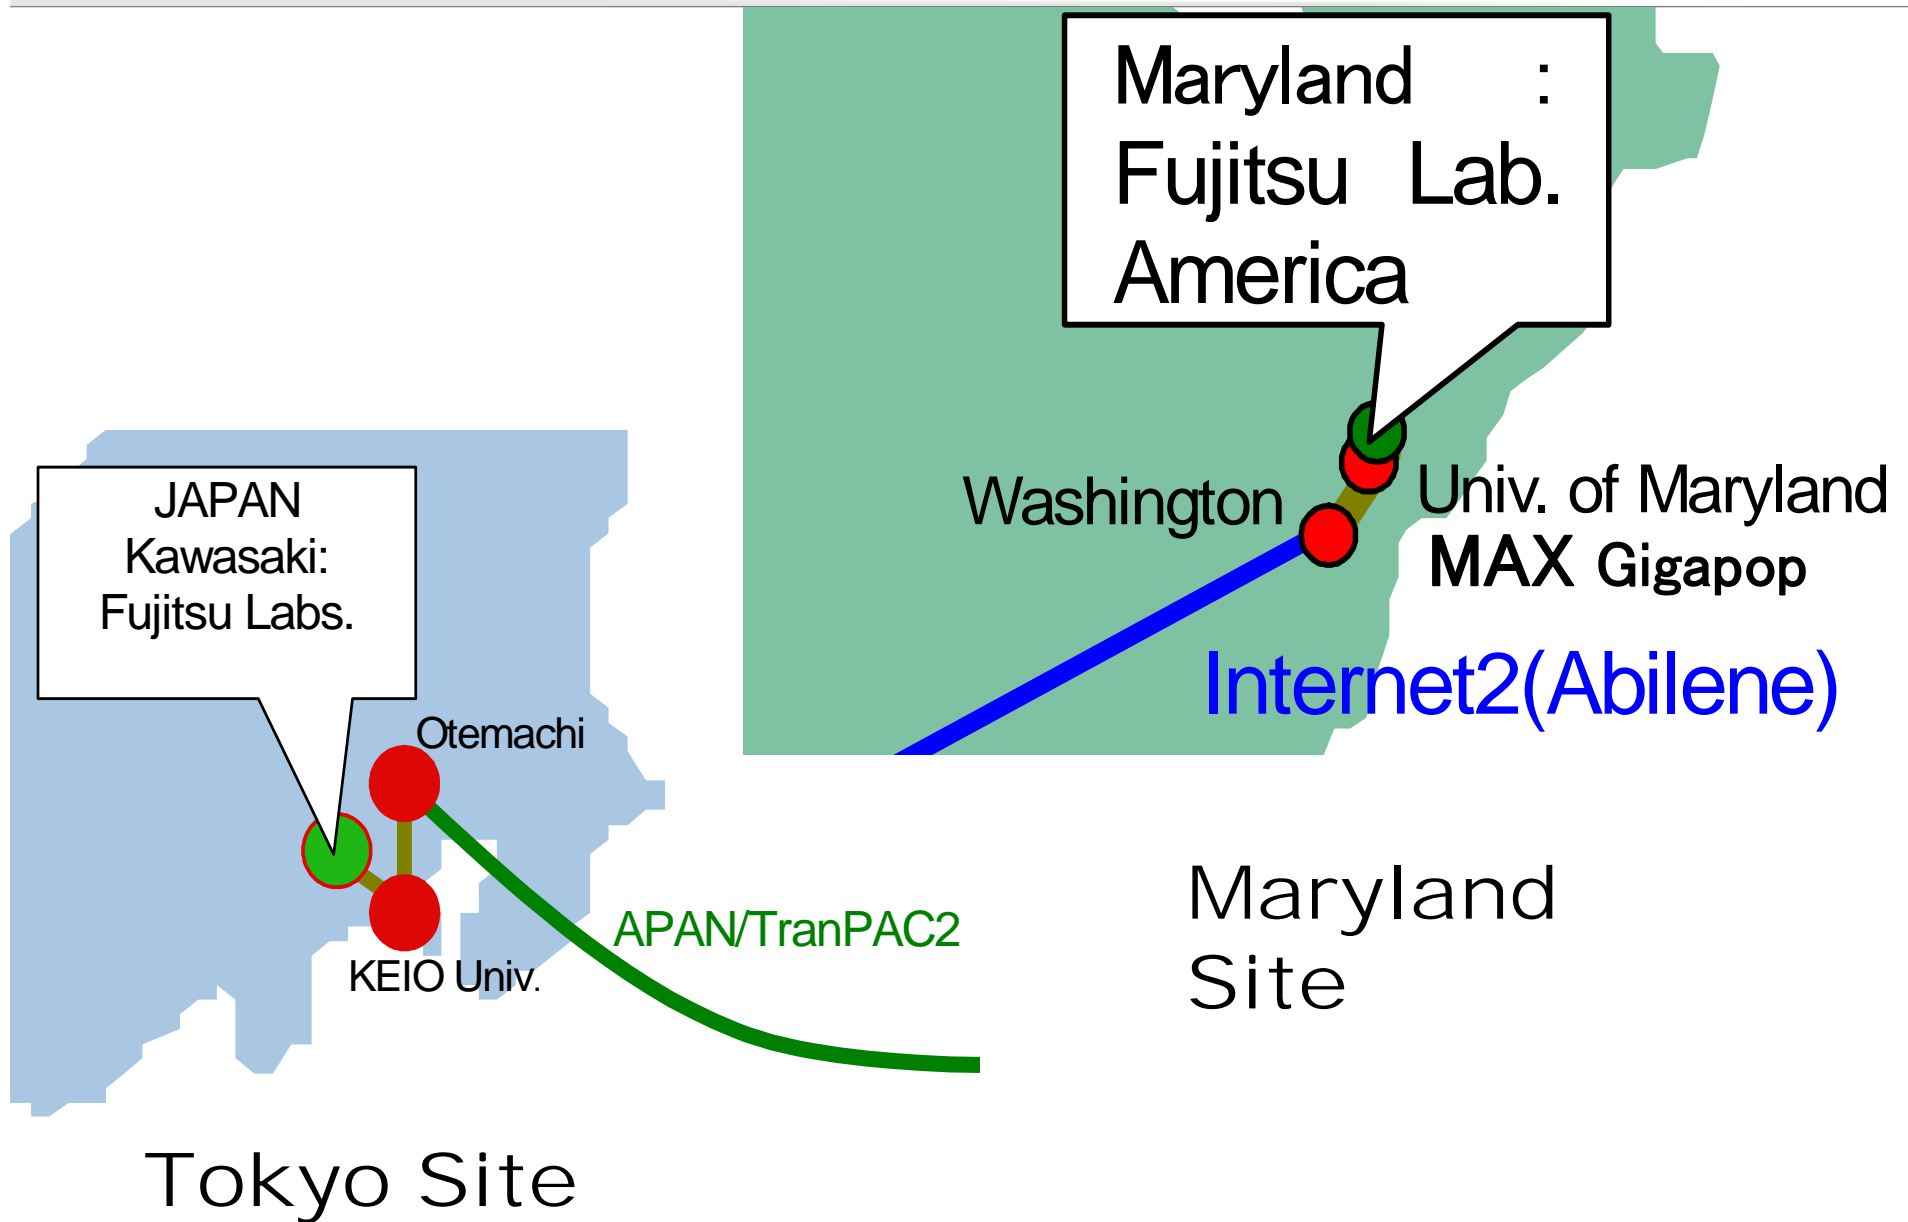 Maryland :
Fujitsu Lab.
America
Washington
Univ. of Maryland
MAX Gigapop
Internet2(Abilene)
JAPAN
Kawasaki:
Fujitsu Labs.
Otemachi
KEIO Univ.
APAN/TranPAC2
Maryland
Site
Tokyo Site